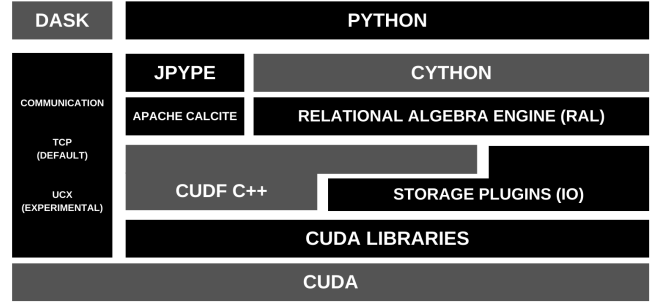 DASK
PYTHON
JPYPE
CYTHON
COMMUNICATION
TCP
(DEFAULT)
UCX
(EXPERIMENTAL)
APACHE CALCITE
RELATIONAL ALGEBRA ENGINE (RAL)
CUDF C++
STORAGE PLUGINS (IO)
CUDA LIBRARIES
CUDA